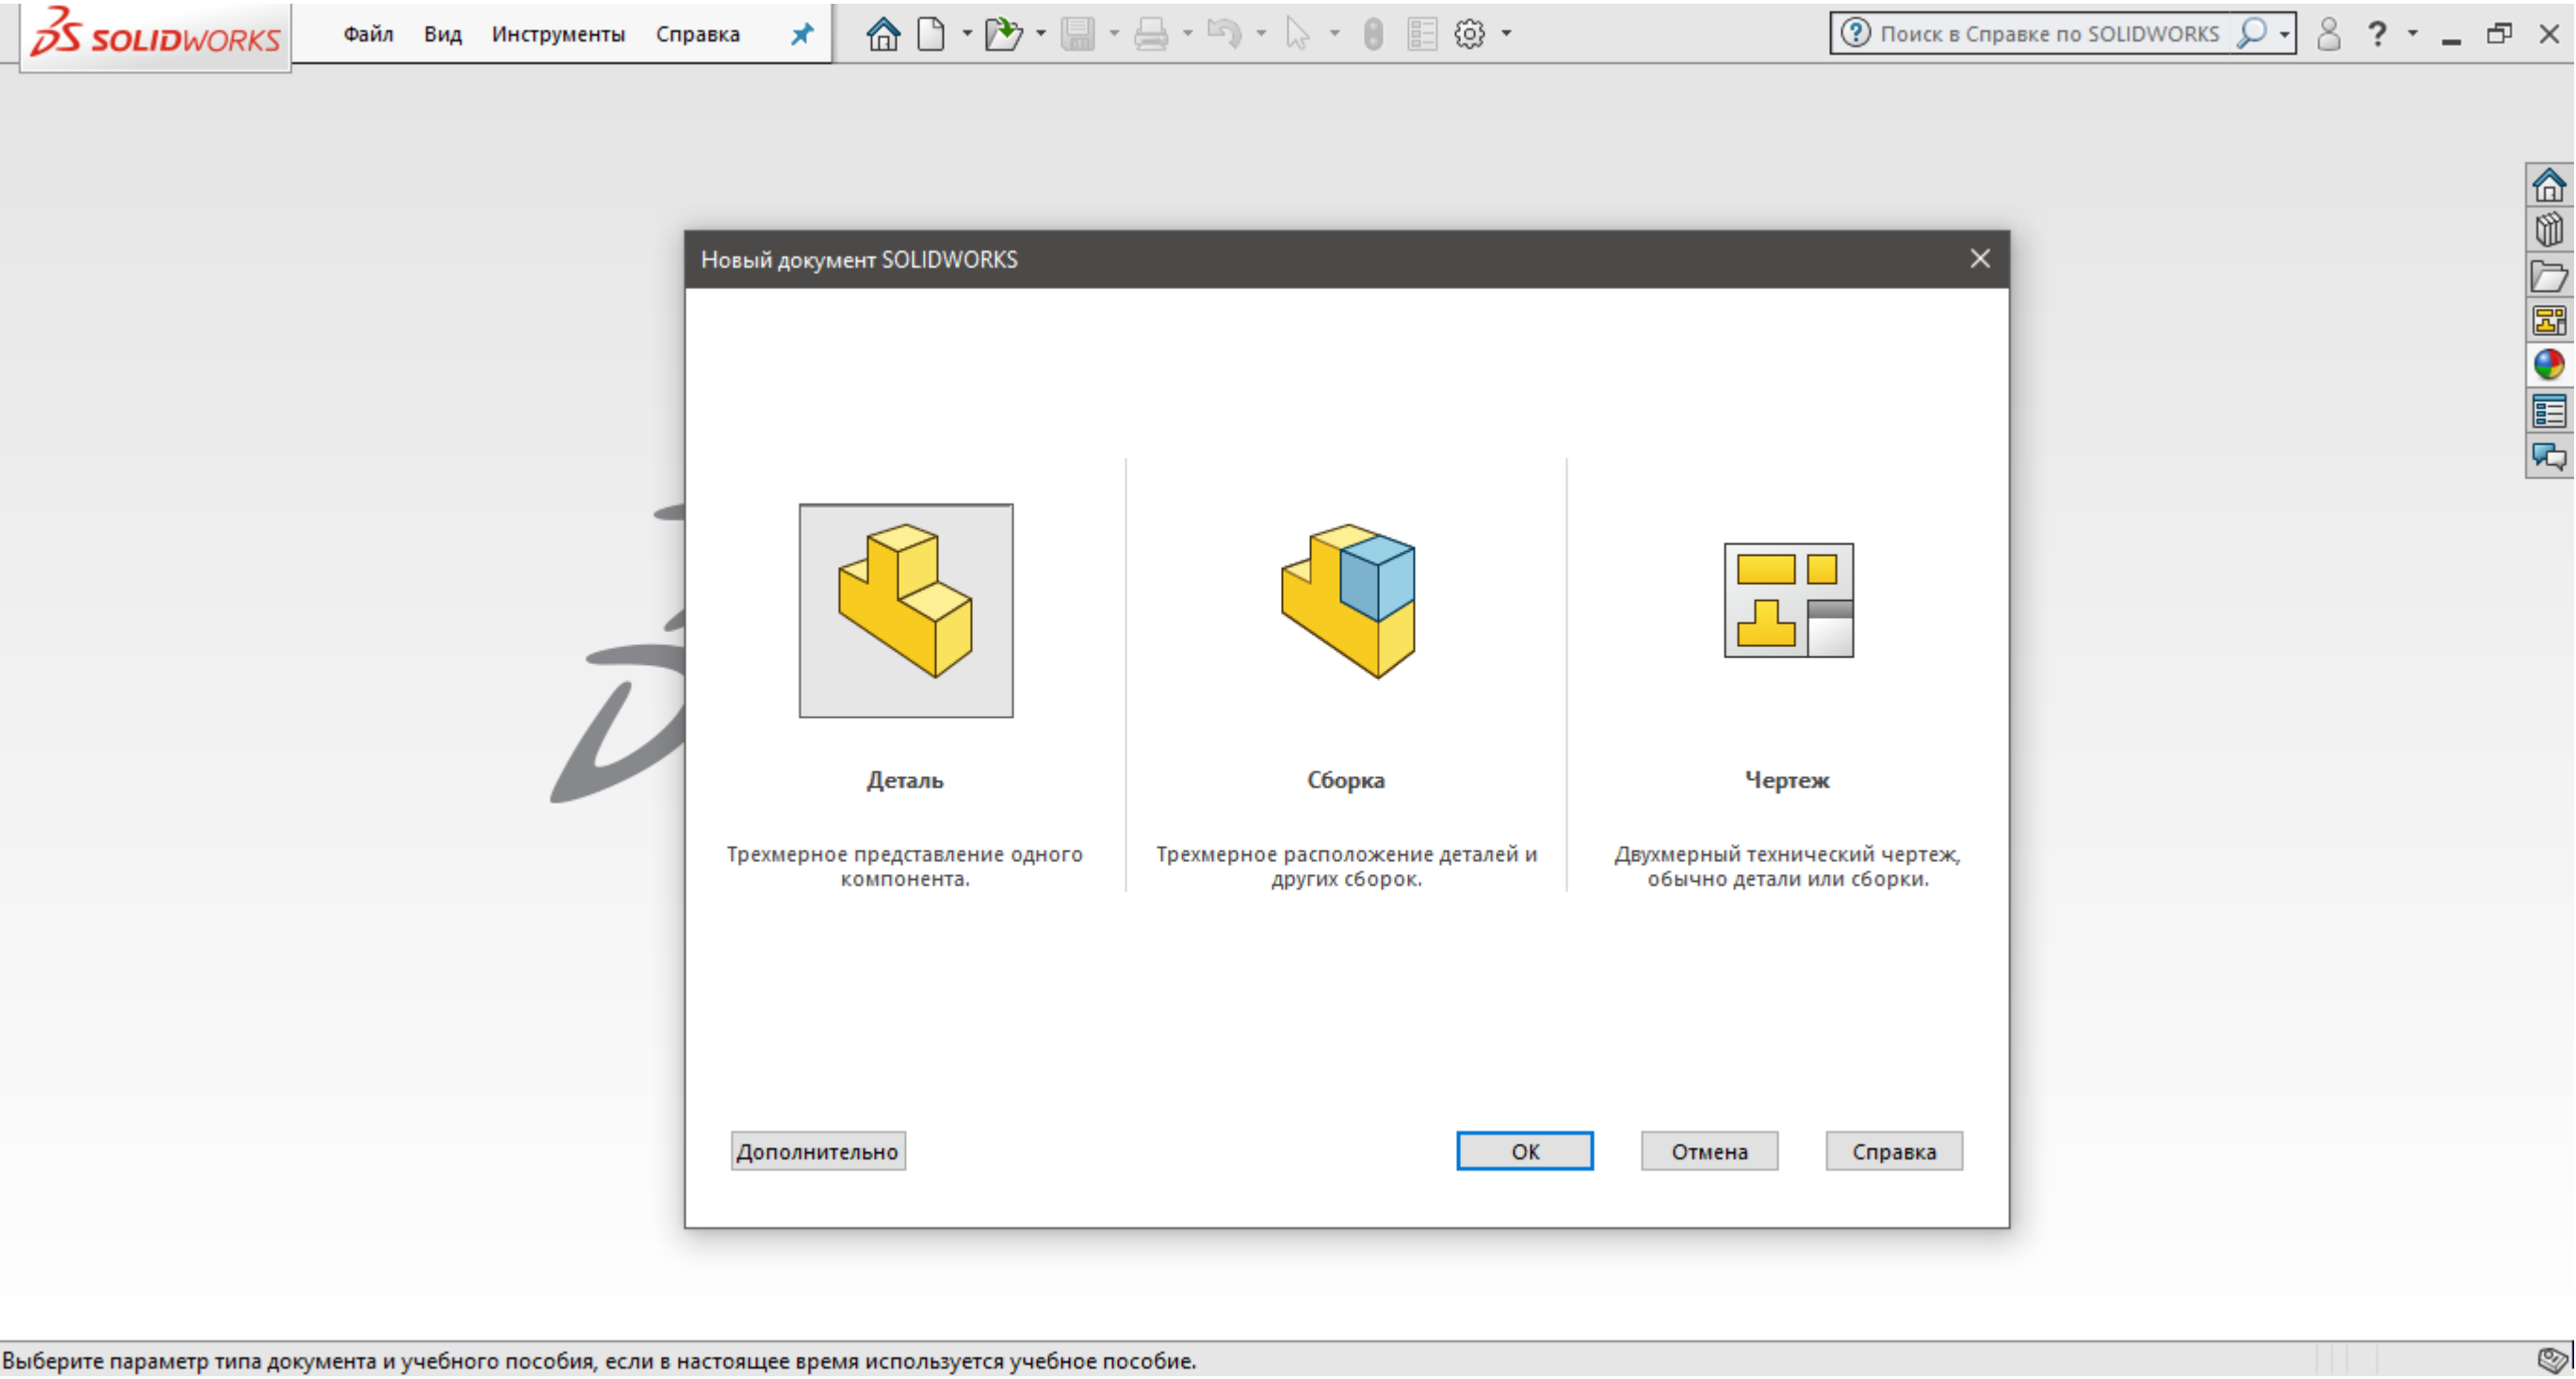 SOLIDWORKS
Файл Вид Инструменты Справка
Поиск в Справке по SOLIDWORKS
Новый документ SOLIDWORKS
Деталь
Трехмерное представление одного
компонента.
Сборка
Трехмерное расположение деталей и
других сборок.
Чертеж
Двухмерный технический чертеж,
обычно детали или сборки.
Дополнительно
OK
Отмена
Справка
Выберите параметр типа документа и учебного пособия, если в настоящее время используется учебное пособие.